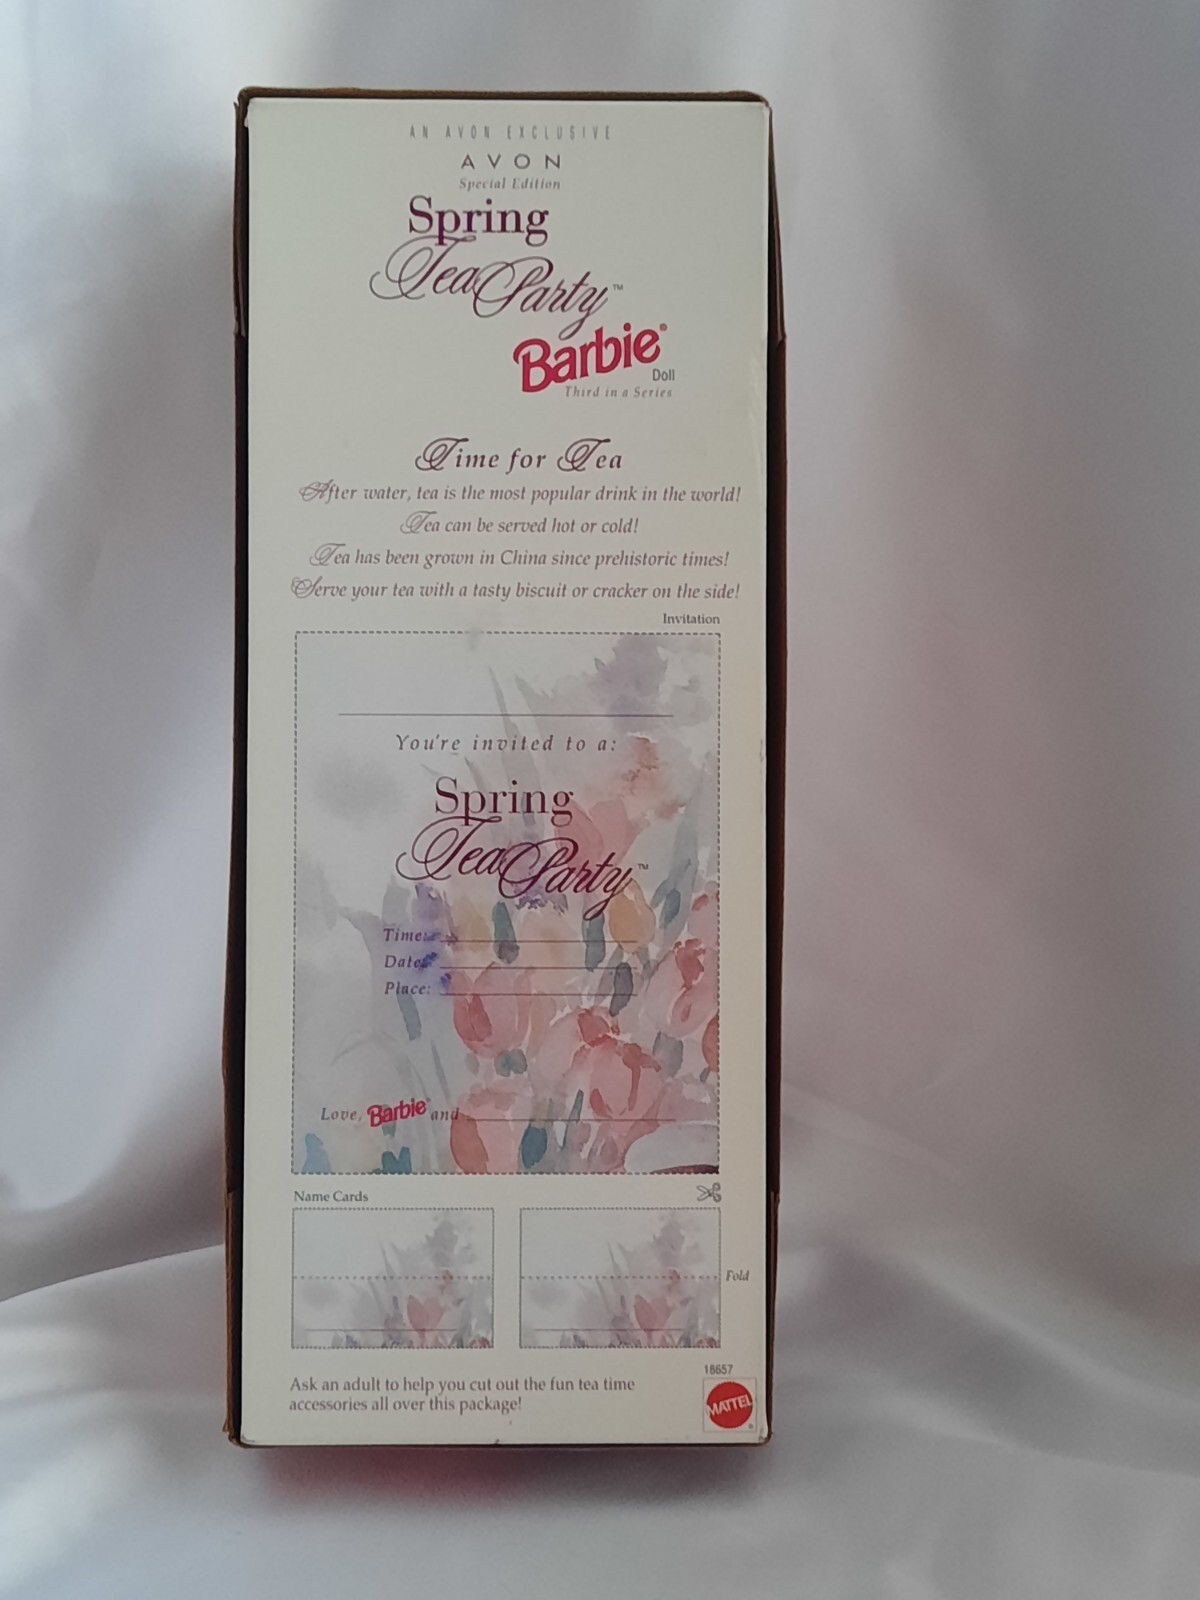 AN AVON EXCLUSIVE
AVON
Special Edition
Spring
Tea Party™
Barbie®
Doll
Third in a Series
Time for Tea
After water, tea is the most popular drink in the world!
Tea can be served hot or cold!
Tea has been grown in China since prehistoric times!
Serve your tea with a tasty biscuit or cracker on the side!
Invitation
You're invited to a:
Spring
Tea Party™
Time:
Date:
Place:
Love, Barbie® and
Name Cards
Fold
Ask an adult to help you cut out the fun tea time
accessories all over this package!
18657
MATTEL
®